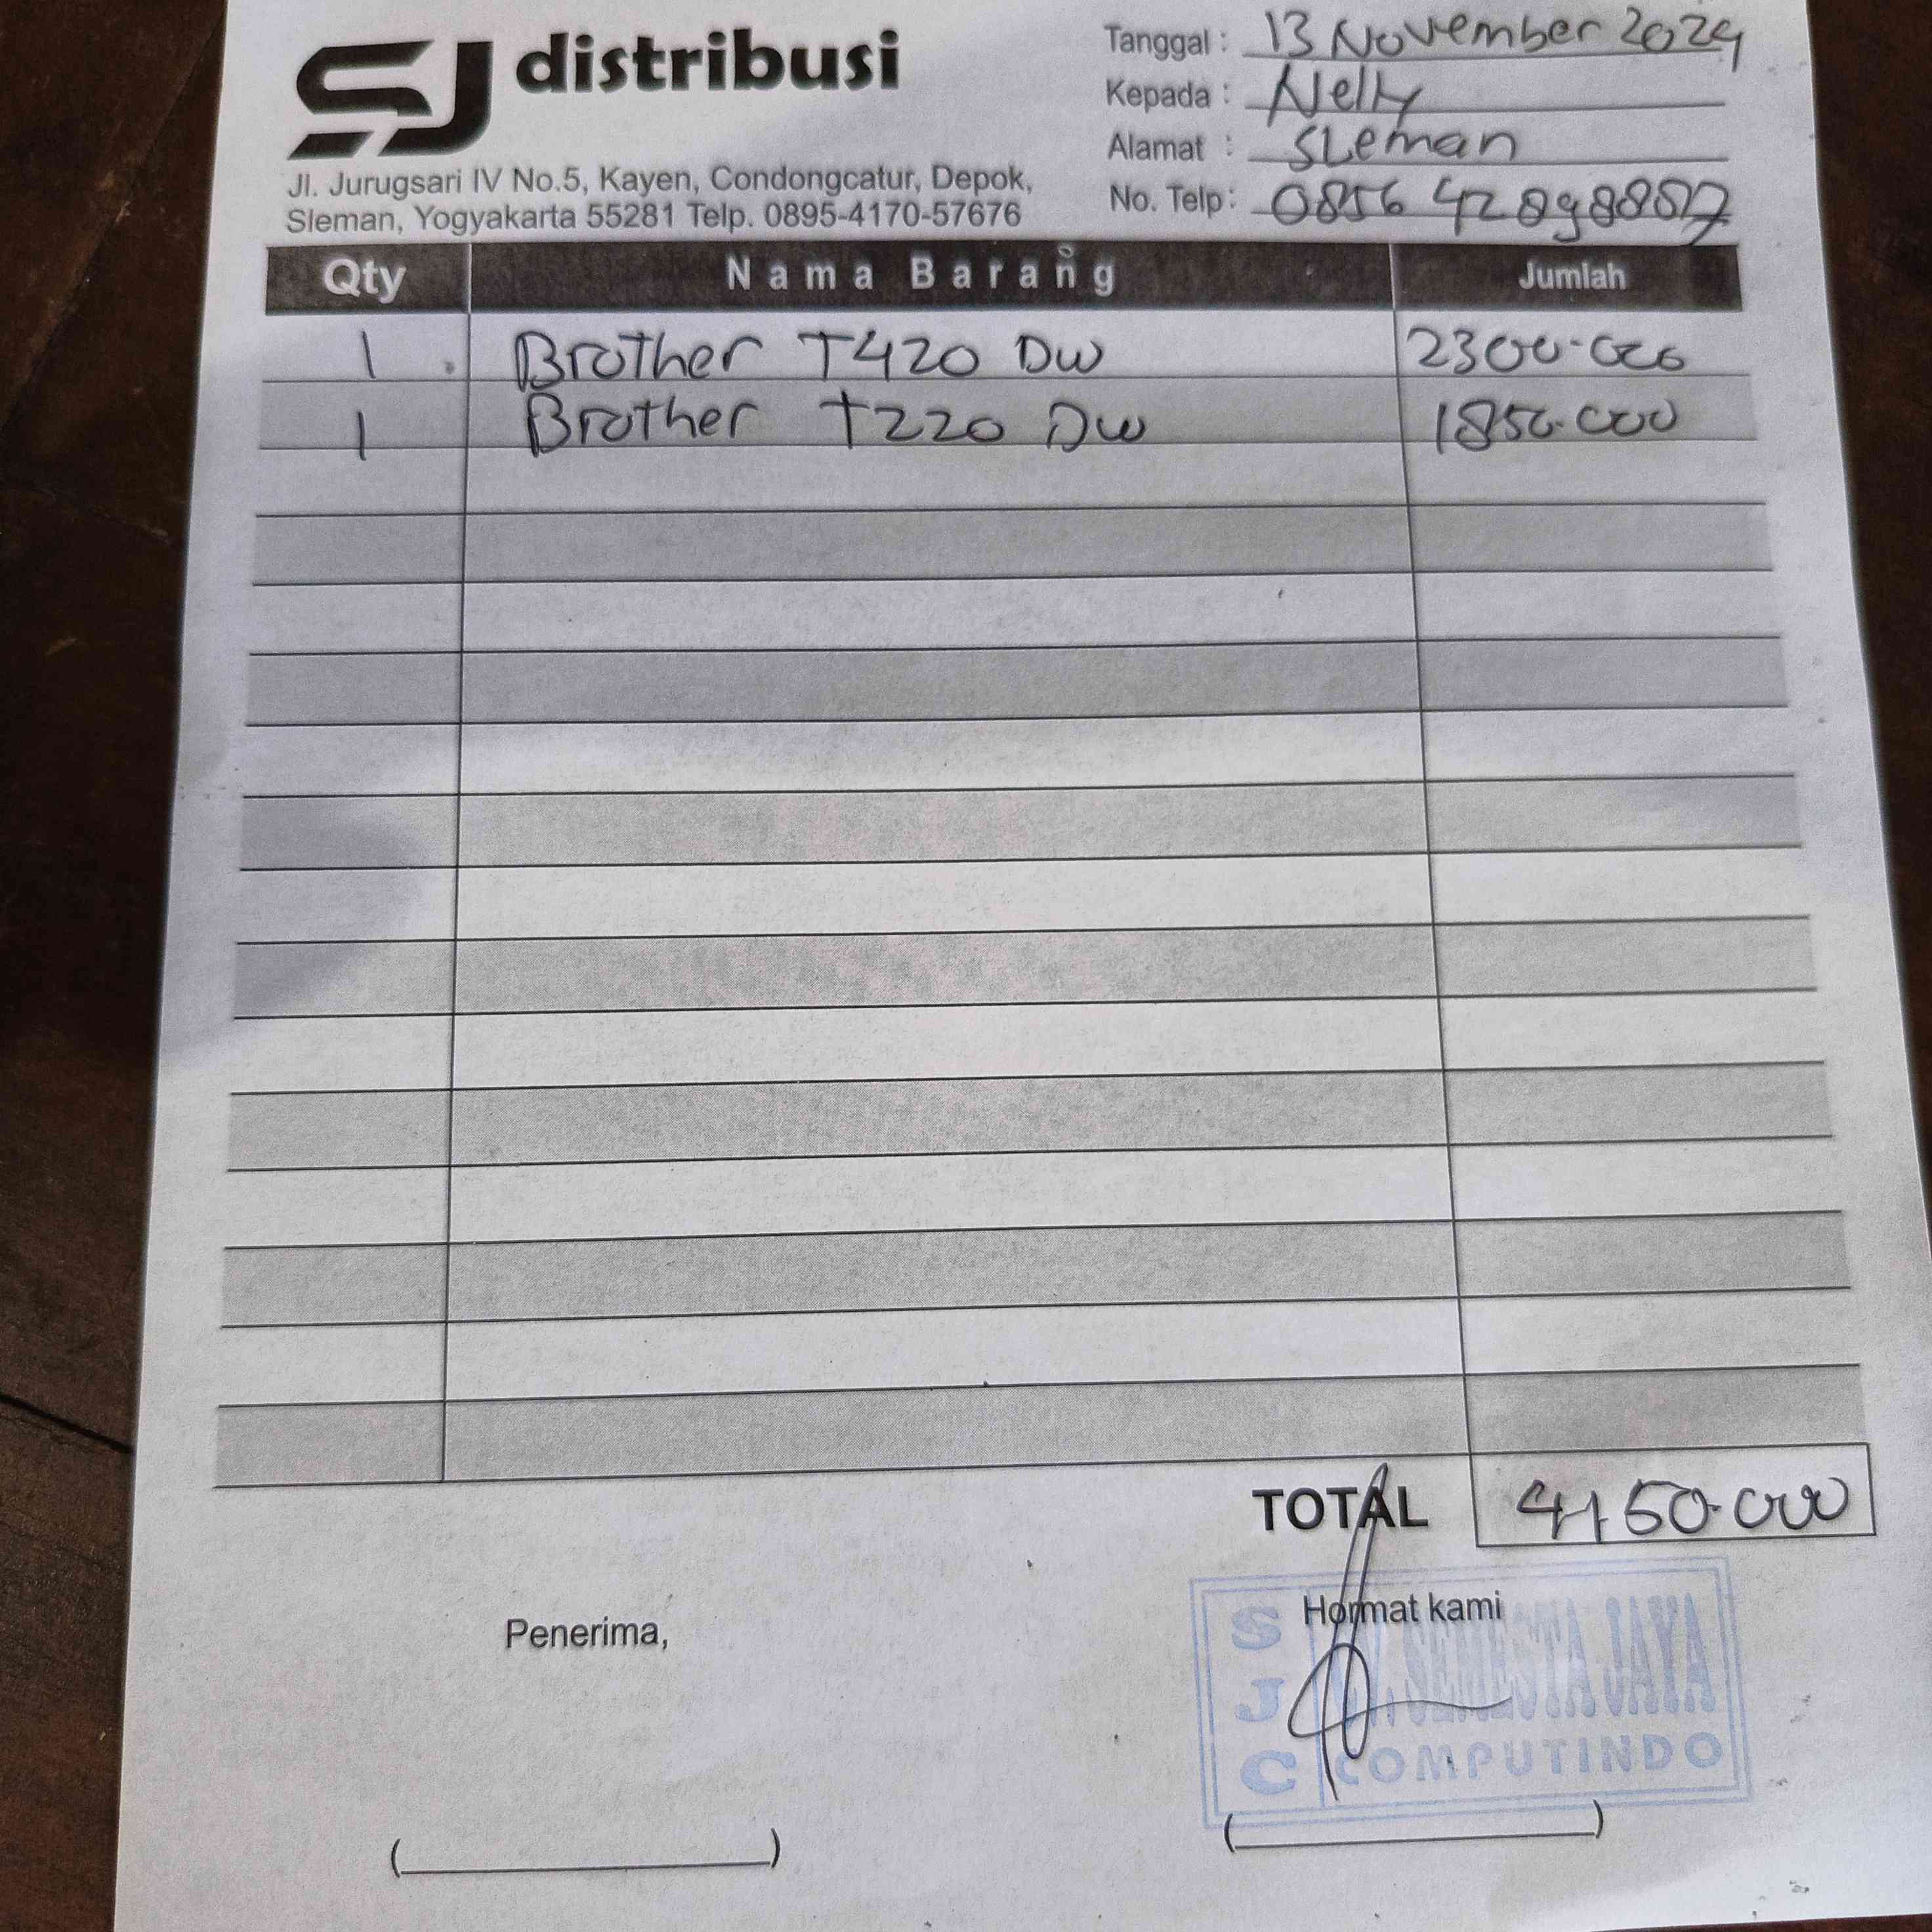 SJ distribusi
Jl. Jurugsari IV No.5, Kayen, Condongcatur, Depok,
Sleman, Yogyakarta 55281 Telp. 0895-4170-57676
Tanggal : 13 November 2024
Kepada : Nelly
Alamat : Sleman
No. Telp :
Qty Nama Barang Jumlah
1 Brother T420 DW 2300.000
1 Brother T220 DW 1850.000
TOTAL 4150.000
Penerima,
Hormat kami
SJC
CV. SEMESTA JAYA
COMPUTINDO